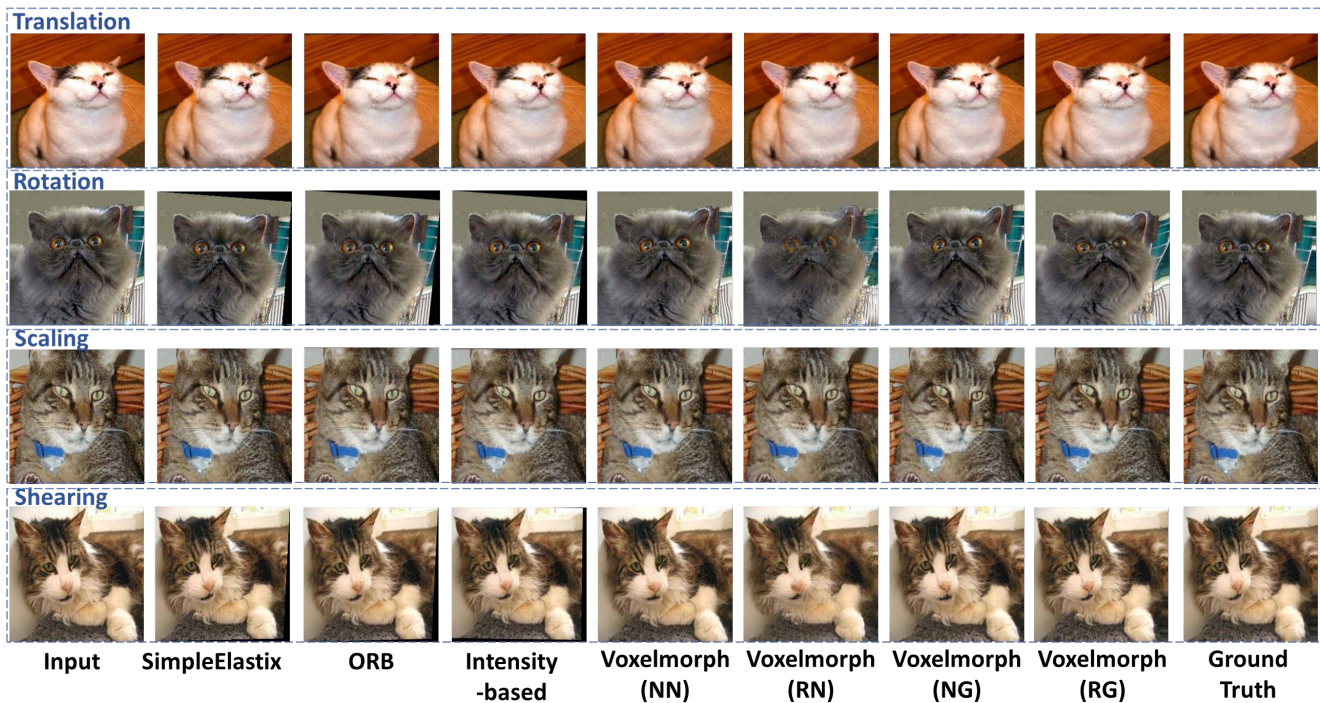 Translation
Rotation
Scaling
Shearing
Input SimpleElastix ORB Intensity Voxelmorph Voxelmorph Voxelmorph Voxelmorph Ground
-based (NN) (RN) (NG) (RG) Truth